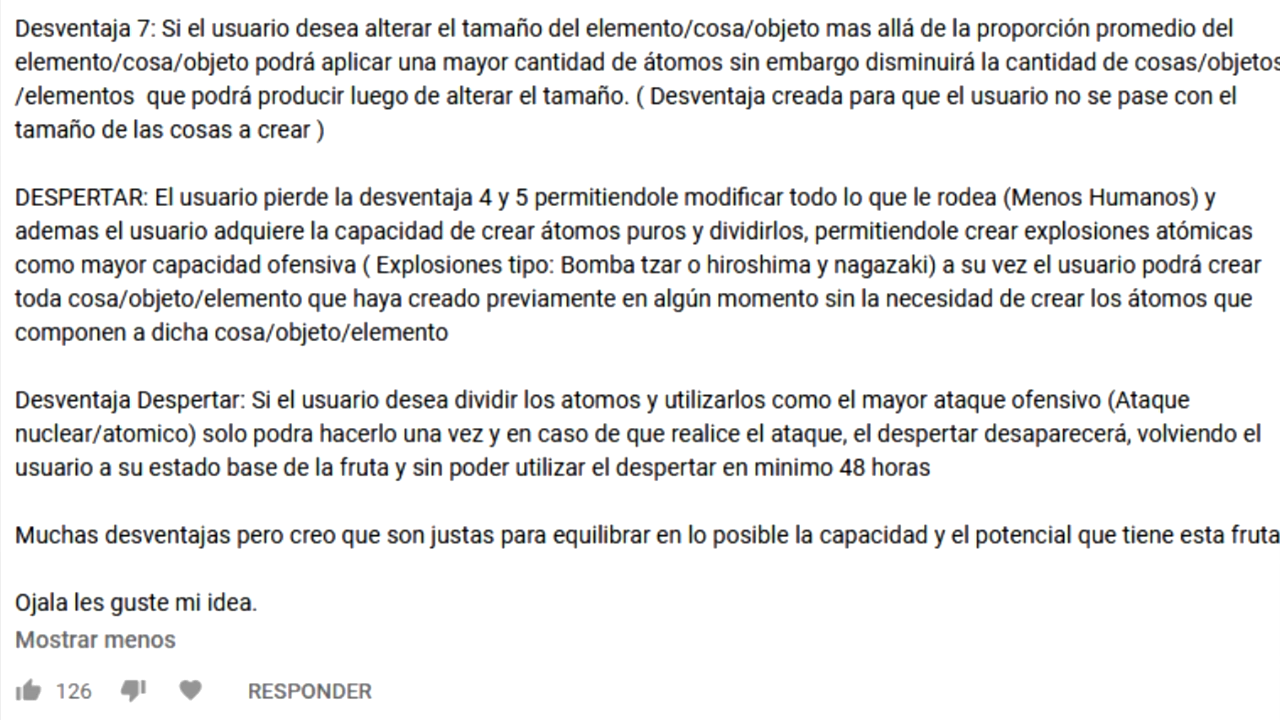 Desventaja 7: Si el usuario desea alterar el tamaño del elemento/cosa/objeto mas allá de la proporción promedio del
elemento/cosa/objeto podrá aplicar una mayor cantidad de átomos sin embargo disminuirá la cantidad de cosas/objetos
/elementos que podrá producir luego de alterar el tamaño. ( Desventaja creada para que el usuario no se pase con el
tamaño de las cosas a crear )
DESPERTAR: El usuario pierde la desventaja 4 y 5 permitiendole modificar todo lo que le rodea (Menos Humanos) y
ademas el usuario adquiere la capacidad de crear átomos puros y dividirlos, permitiendole crear explosiones atómicas
como mayor capacidad ofensiva ( Explosiones tipo: Bomba tzar o hiroshima y nagazaki) a su vez el usuario podrá crear
toda cosa/objeto/elemento que haya creado previamente en algún momento sin la necesidad de crear los átomos que
componen a dicha cosa/objeto/elemento
Desventaja Despertar: Si el usuario desea dividir los atomos y utilizarlos como el mayor ataque ofensivo (Ataque
nuclear/atomico) solo podra hacerlo una vez y en caso de que realice el ataque, el despertar desaparecerá, volviendo el
usuario a su estado base de la fruta y sin poder utilizar el despertar en minimo 48 horas
Muchas desventajas pero creo que son justas para equilibrar en lo posible la capacidad y el potencial que tiene esta fruta
Ojala les guste mi idea.
Mostrar menos
126 RESPONDER